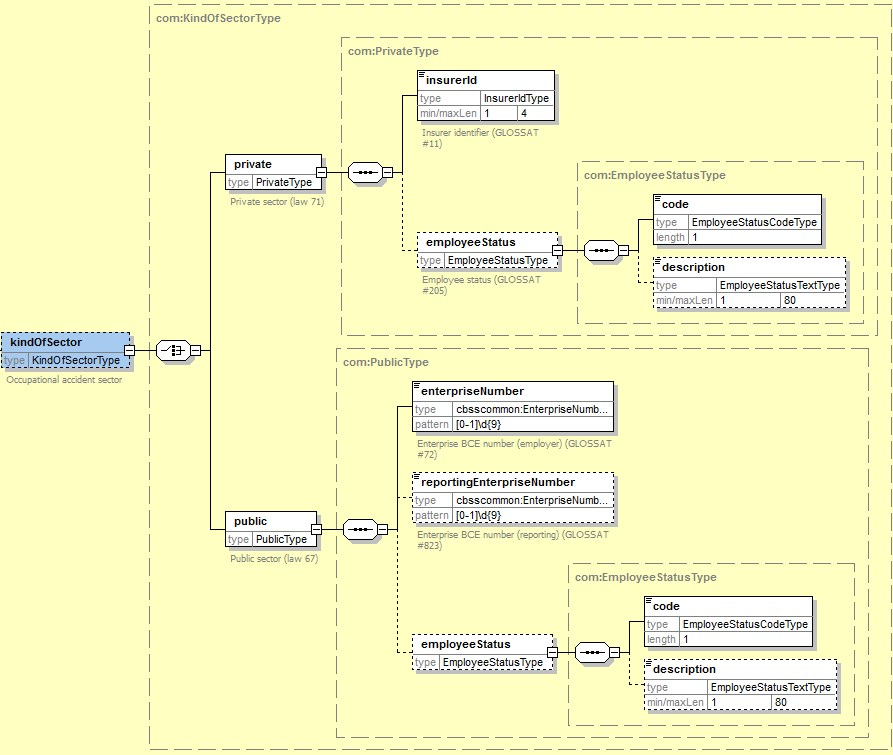 com:KindOfSectorType
com:PrivateType
insurerId
type InsurerIdType
min/maxLen 1 4
Insurer identifier (GLOSSAT
#11)
private
type PrivateType
Private sector (law 71)
com:EmployeeStatusType
code
type EmployeeStatusCodeType
length 1
employeeStatus
type EmployeeStatusType
Employee status (GLOSSAT
#205)
description
type EmployeeStatusTextType
min/maxLen 1 80
kindOfSector
type KindOfSectorType
Occupational accident sector
com:PublicType
enterpriseNumber
type cbsscommon:EnterpriseNumb...
pattern [0-1]\d{9}
Enterprise BCE number (employer) (GLOSSAT
#72)
reportingEnterpriseNumber
type cbsscommon:EnterpriseNumb...
pattern [0-1]\d{9}
Enterprise BCE number (reporting) (GLOSSAT
#823)
public
type PublicType
Public sector (law 67)
com:EmployeeStatusType
code
type EmployeeStatusCodeType
length 1
employeeStatus
type EmployeeStatusType
description
type EmployeeStatusTextType
min/maxLen 1 80